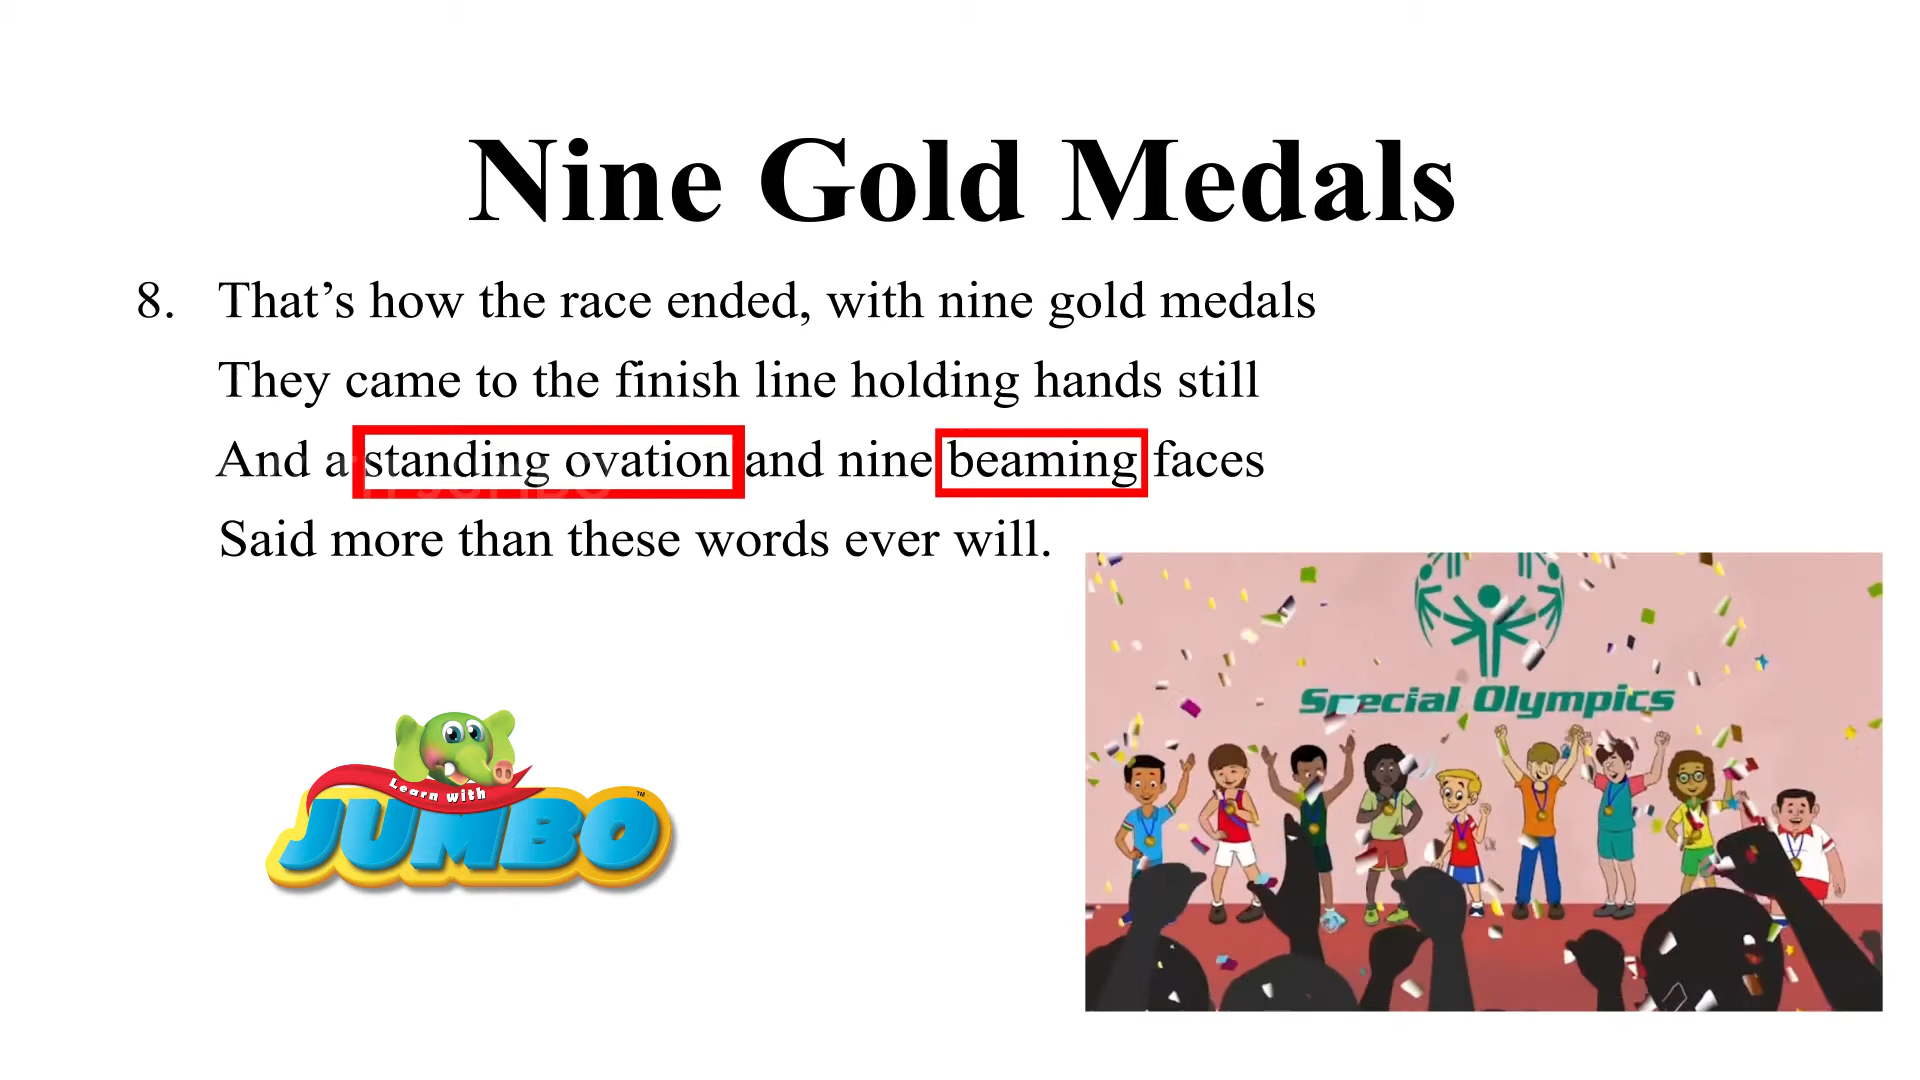 Nine Gold Medals
8. That’s how the race ended, with nine gold medals
They came to the finish line holding hands still
And a standing ovation and nine beaming faces
Said more than these words ever will.
Special Olympics
Learn with
JUMBO™